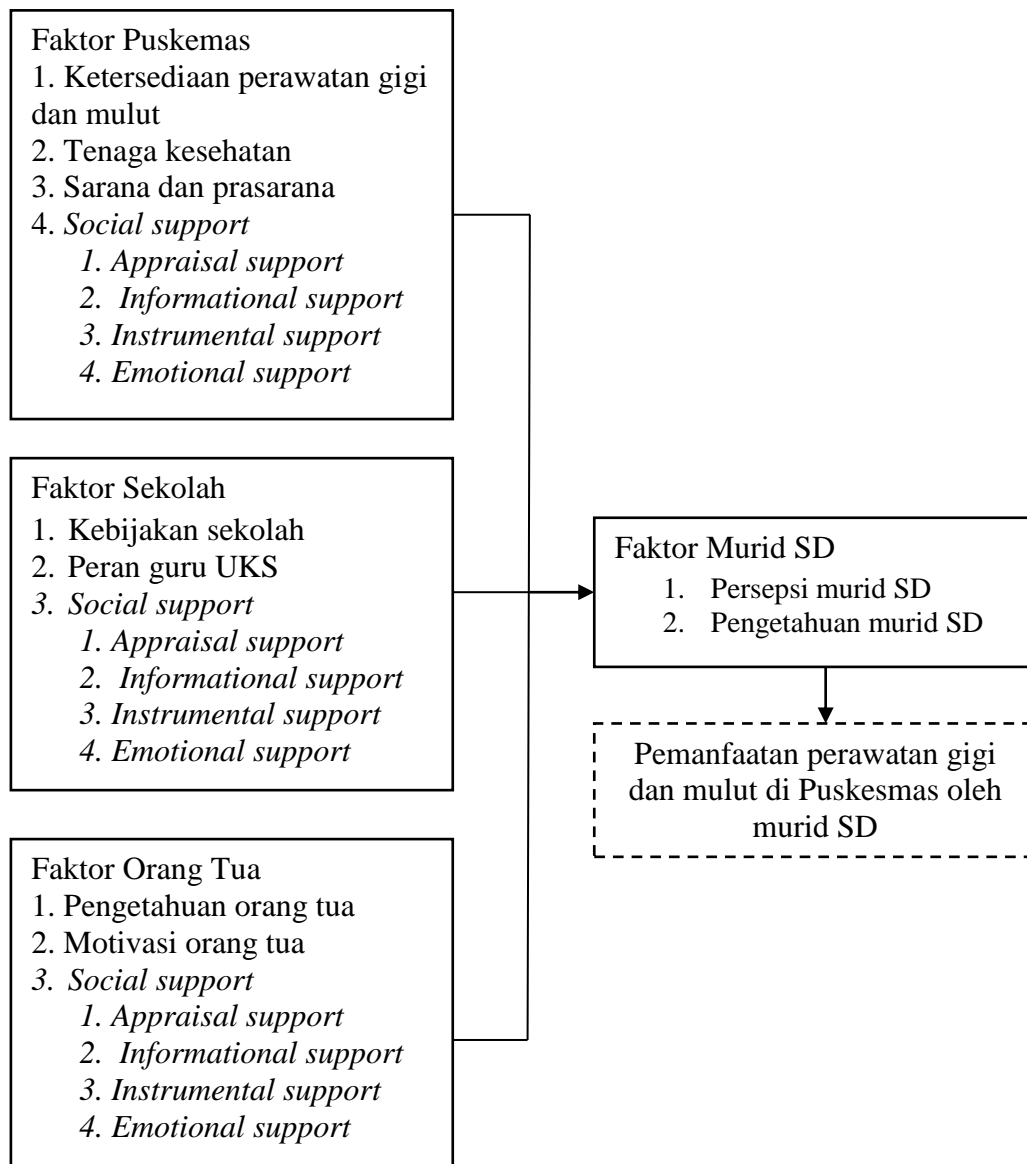 Faktor Puskemas
1. Ketersediaan perawatan gigi
dan mulut
2. Tenaga kesehatan
3. Sarana dan prasarana
4. Social support
1. Appraisal support
2. Informational support
3. Instrumental support
4. Emotional support
Faktor Sekolah
1. Kebijakan sekolah
2. Peran guru UKS
3. Social support
1. Appraisal support
2. Informational support
3. Instrumental support
4. Emotional support
Faktor Orang Tua
1. Pengetahuan orang tua
2. Motivasi orang tua
3. Social support
1. Appraisal support
2. Informational support
3. Instrumental support
4. Emotional support
Faktor Murid SD
1. Persepsi murid SD
2. Pengetahuan murid SD
Pemanfaatan perawatan gigi
dan mulut di Puskesmas oleh
murid SD